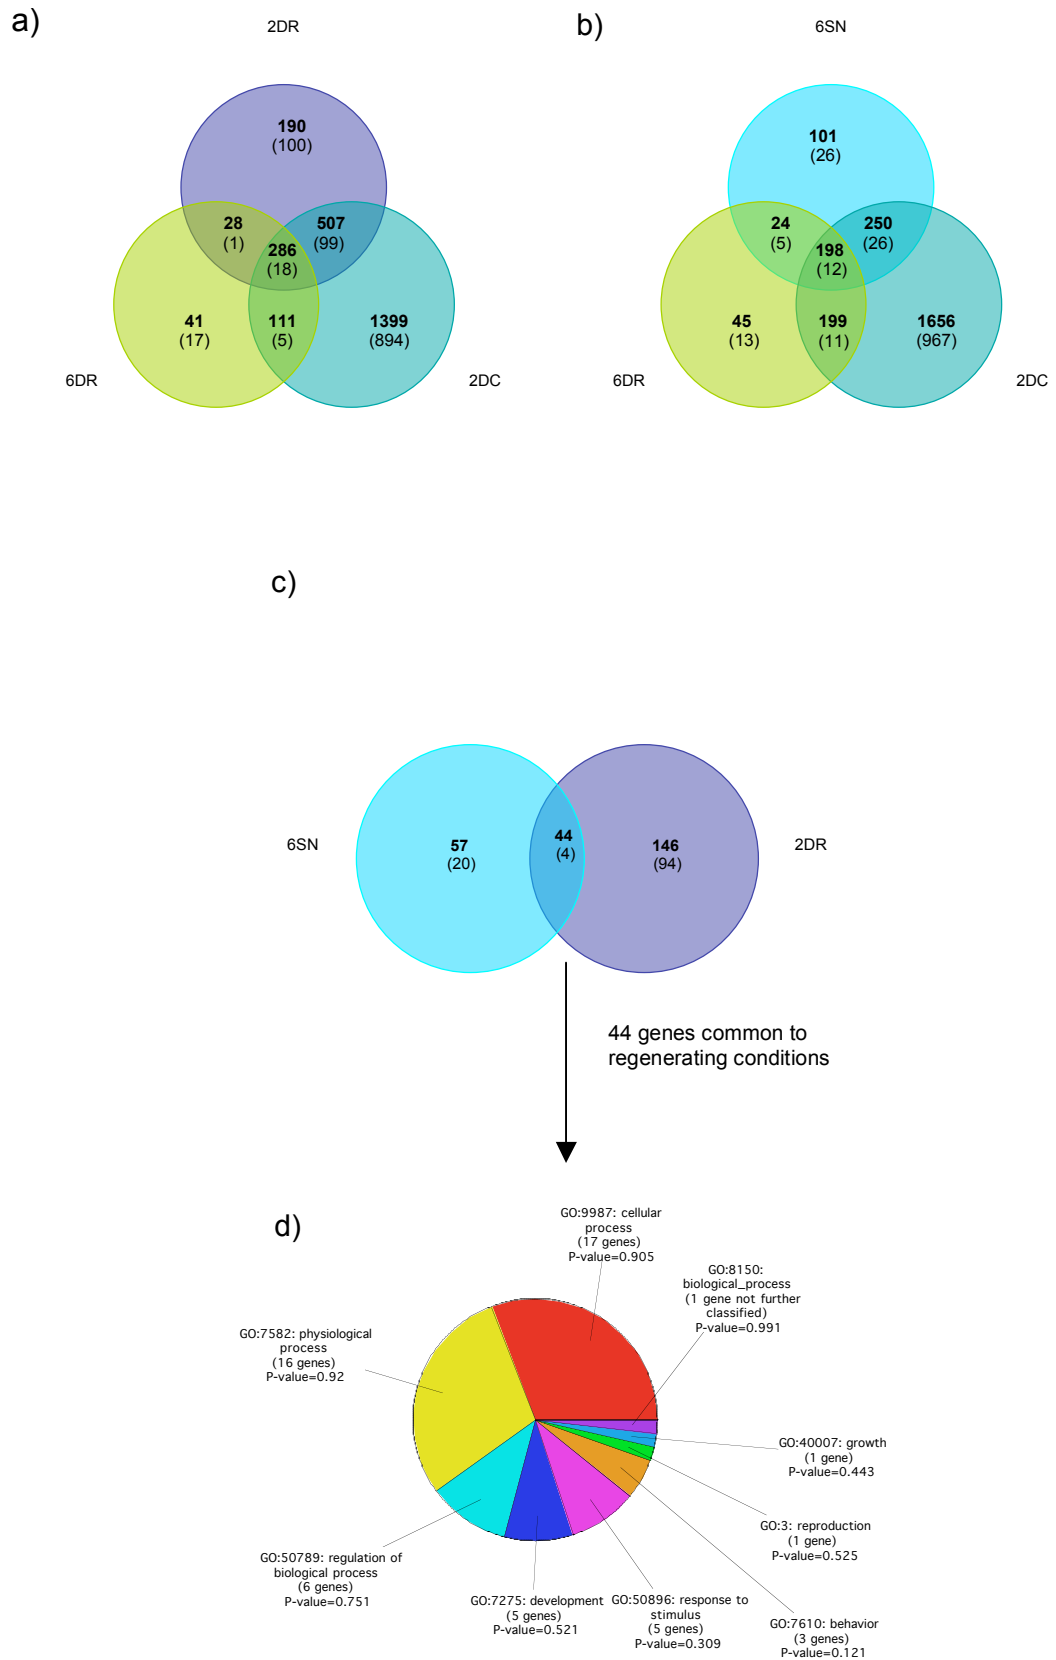 a)
2DR
190
(100)
28
(1)
507
(99)
286
(18)
41
(17)
111
(5)
1399
(894)
6DR
2DC
b)
6SN
101
(26)
24
(5)
250
(26)
198
(12)
45
(13)
199
(11)
1656
(967)
6DR
2DC
c)
6SN
57
(20)
44
(4)
146
(94)
2DR
44 genes common to
regenerating conditions
d)
GO:9987: cellular
process
(17 genes)
P-value=0.905
GO:8150:
biological_process
(1 gene not further
classified)
P-value=0.991
GO:7582: physiological
process
(16 genes)
P-value=0.92
GO:40007: growth
(1 gene)
P-value=0.443
GO:3: reproduction
(1 gene)
P-value=0.525
GO:50789: regulation of
biological process
(6 genes)
P-value=0.751
GO:7275: development
(5 genes)
P-value=0.521
GO:50896: response to
stimulus
(5 genes)
P-value=0.309
GO:7610: behavior
(3 genes)
P-value=0.121